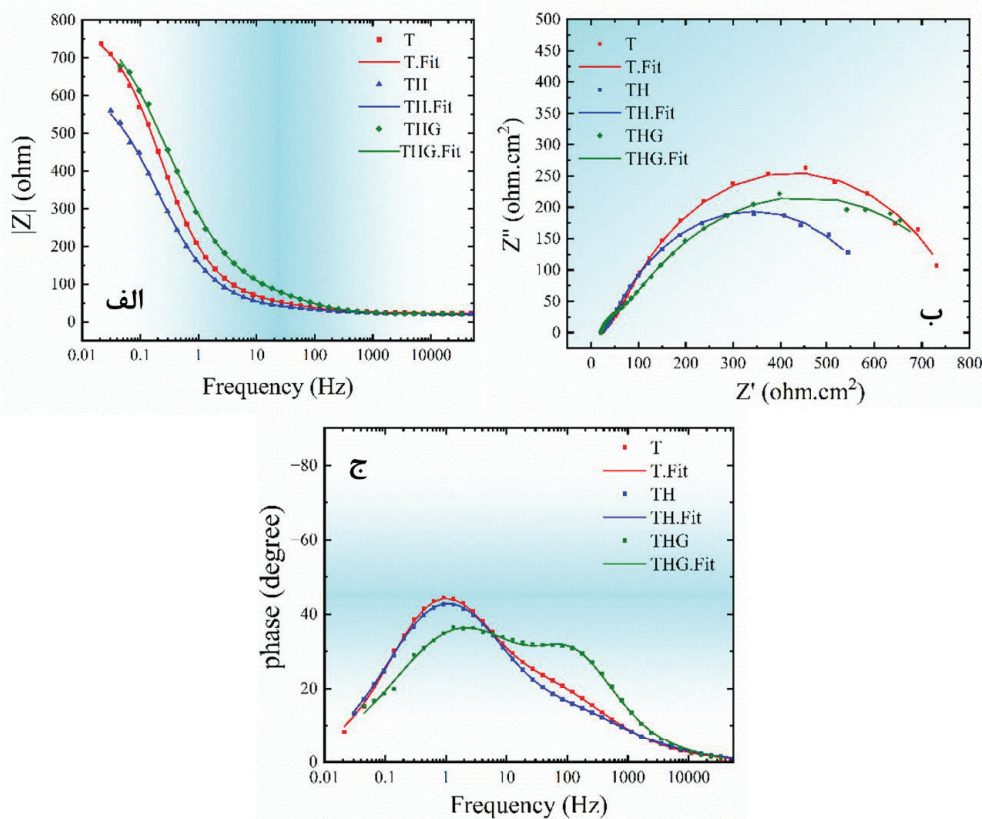 800
700
600
500
400
300
200
100
0
|Z| (ohm)
T
T.Fit
TH
TH.Fit
THG
THG.Fit
الف
0.01 0.1 1 10 100 1000 10000
Frequency (Hz)
500
450
400
350
300
250
200
150
100
50
0
Z" (ohm.cm2)
T
T.Fit
TH
TH.Fit
THG
THG.Fit
ب
0 100 200 300 400 500 600 700 800
Z' (ohm.cm2)
-80
-60
40
20
0
phase (degree)
ج
T
T.Fit
TH
TH.Fit
THG
THG.Fit
0.01 0.1 1 10 100 1000 10000
Frequency (Hz)